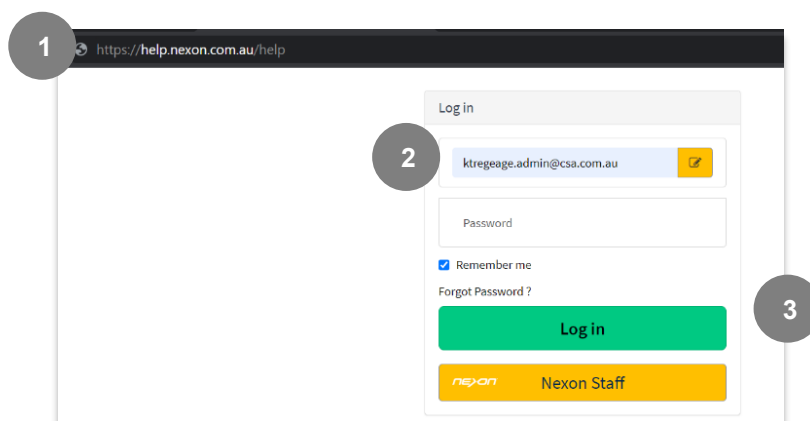 1
https://help.nexon.com.au/help
Log in
2
ktregeage.admin@csa.com.au
Password
Remember me
Forgot Password ?
3
Log in
nexon Nexon Staff